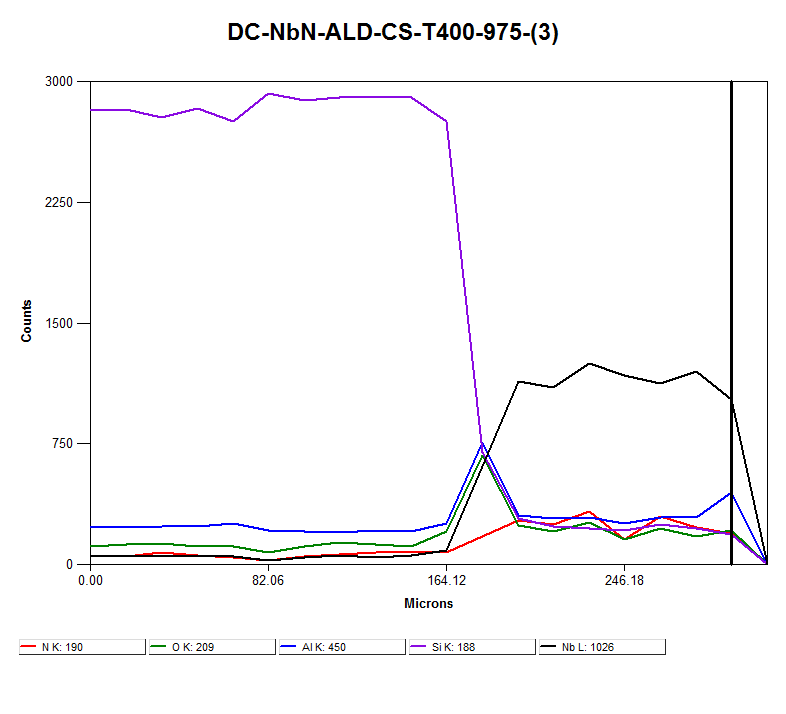 DC-NbN-ALD-CS-T400-975-(3)
3000
2250
1500
750
0
Counts
0.00 82.06 164.12 246.18
Microns
N K: 190 O K: 209 Al K: 450 Si K: 188 Nb L: 1026